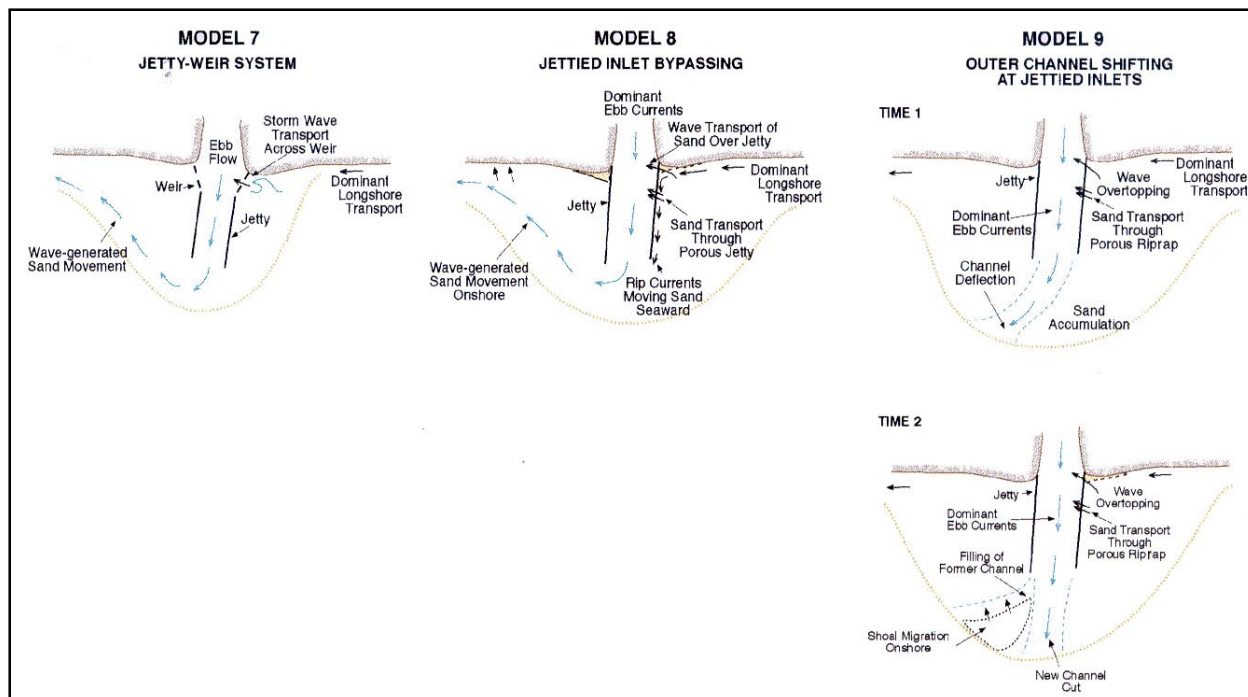 MODEL 7
JETTY-WEIR SYSTEM
Storm Wave
Transport
Across Weir
Ebb
Flow
Weir
Dominant
Longshore
Transport
Jetty
Wave-generated
Sand Movement
MODEL 8
JETTIED INLET BYPASSING
Dominant
Ebb Currents
Wave Transport of
Sand Over Jetty
Dominant
Longshore
Transport
Jetty
Sand Transport
Through
Porous Jetty
Wave-generated
Sand Movement
Onshore
Rip Currents
Moving Sand
Seaward
MODEL 9
OUTER CHANNEL SHIFTING
AT JETTIED INLETS
TIME 1
Dominant
Longshore
Transport
Jetty
Wave
Overtopping
Dominant
Ebb Currents
Sand Transport
Through
Porous Riprap
Channel
Deflection
Sand
Accumulation
TIME 2
Jetty
Wave
Overtopping
Dominant
Ebb Currents
Sand Transport
Through
Porous Riprap
Filling of
Former Channel
Shoal Migration
Onshore
New Channel
Cut